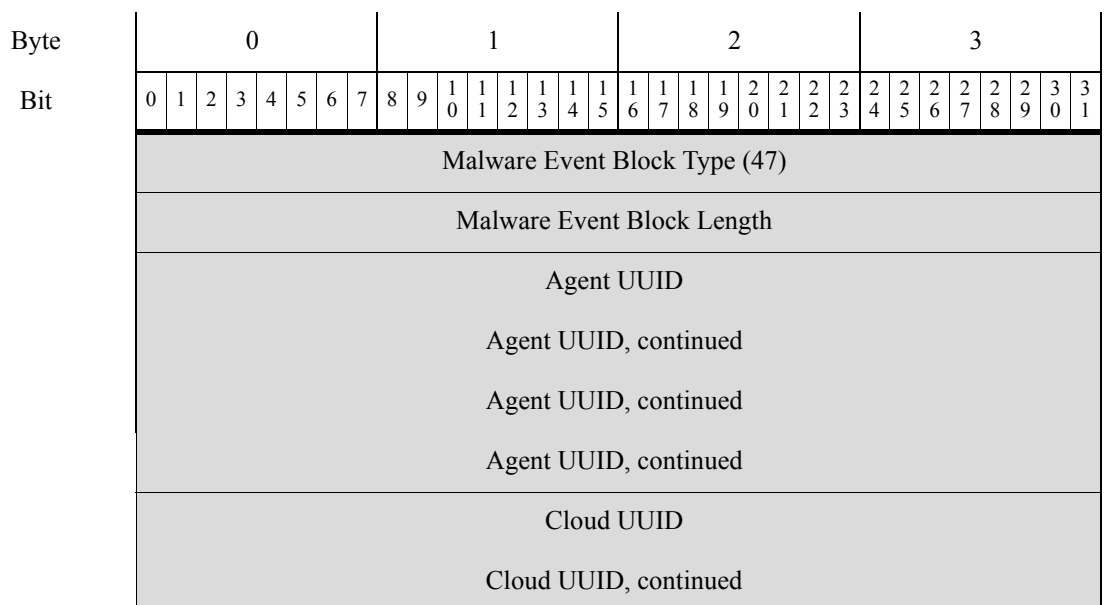 Byte 0 1 2 3
Bit 0 1 2 3 4 5 6 7 8 9 10 11 12 13 14 15 16 17 18 19 20 21 22 23 24 25 26 27 28 29 30 31
Malware Event Block Type (47)
Malware Event Block Length
Agent UUID
Agent UUID, continued
Agent UUID, continued
Agent UUID, continued
Cloud UUID
Cloud UUID, continued